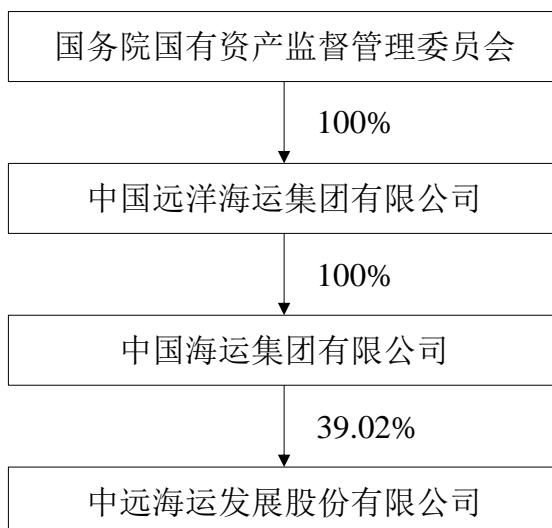 国务院国有资产监督管理委员会
100%
中国远洋海运集团有限公司
100%
中国海运集团有限公司
39.02%
中远海运发展股份有限公司